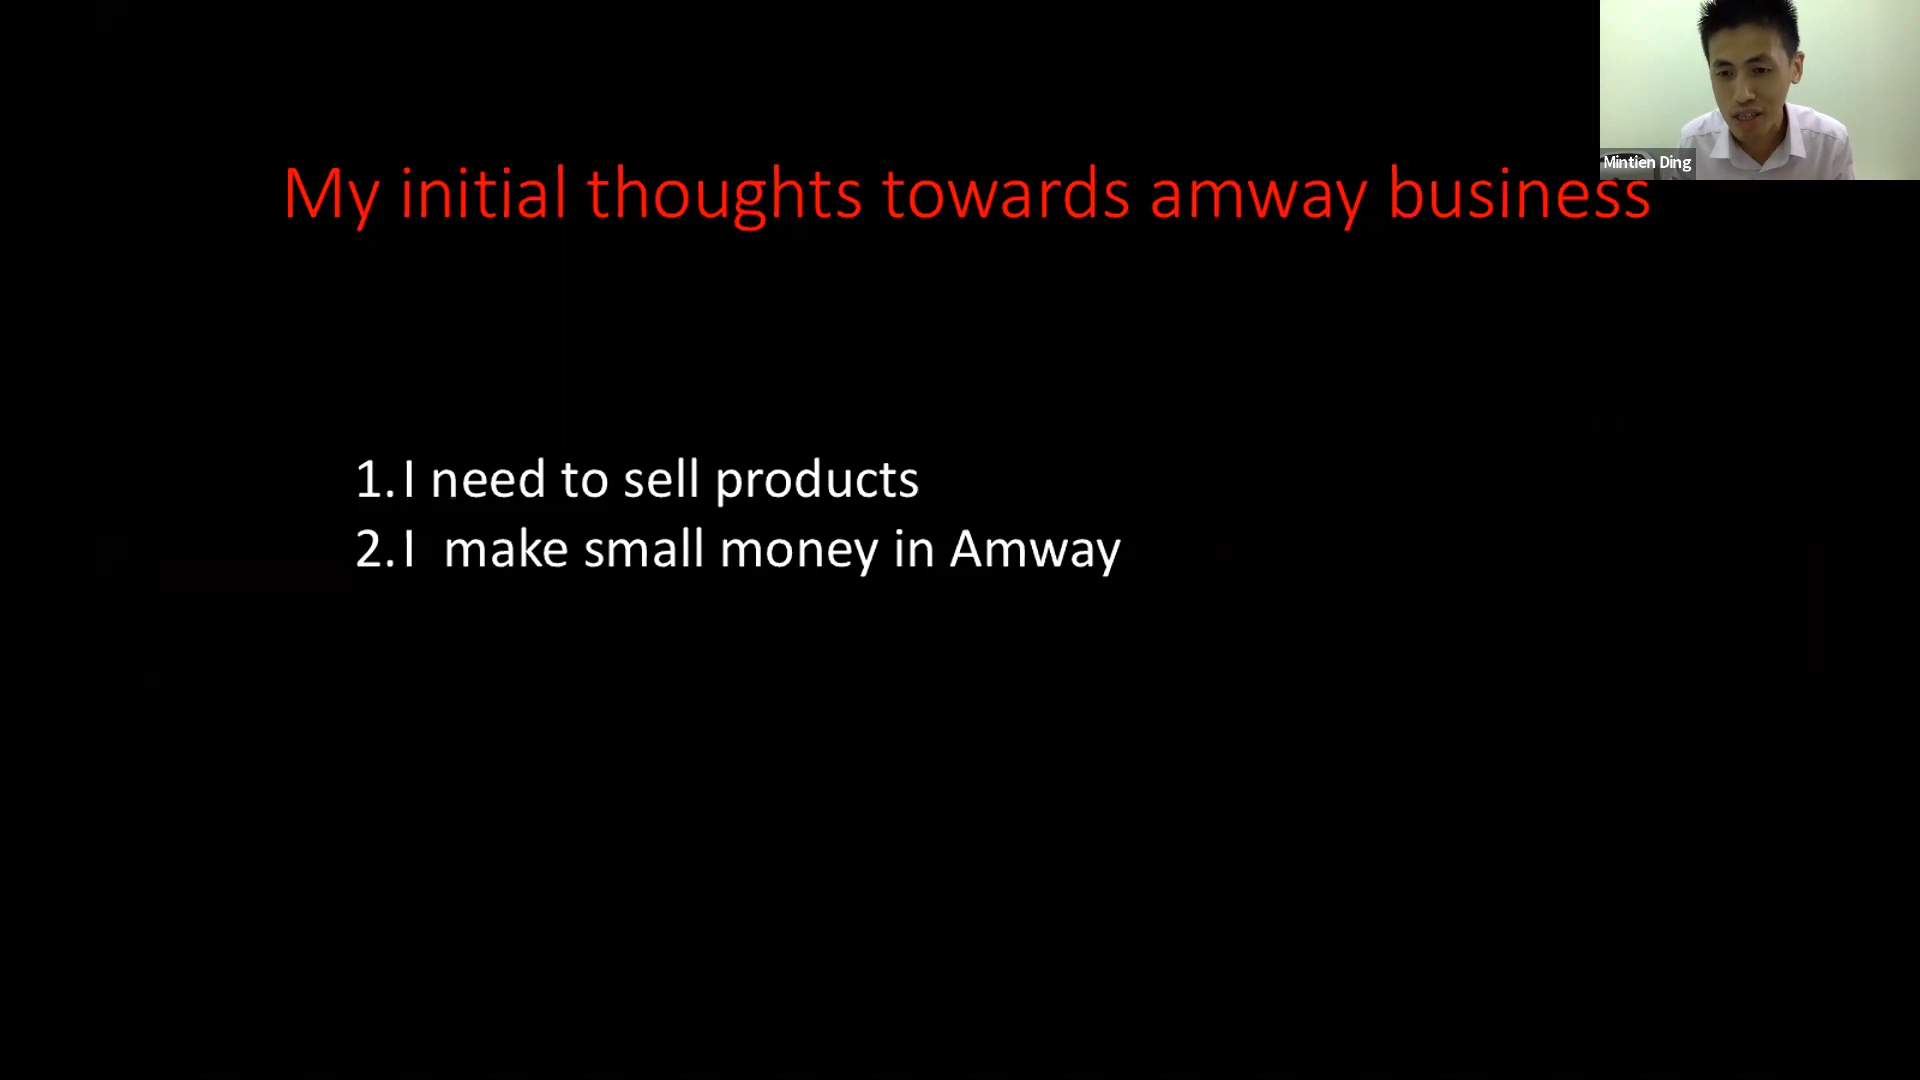 Mintien Ding
My initial thoughts towards amway business
1. I need to sell products
2. I  make small money in Amway